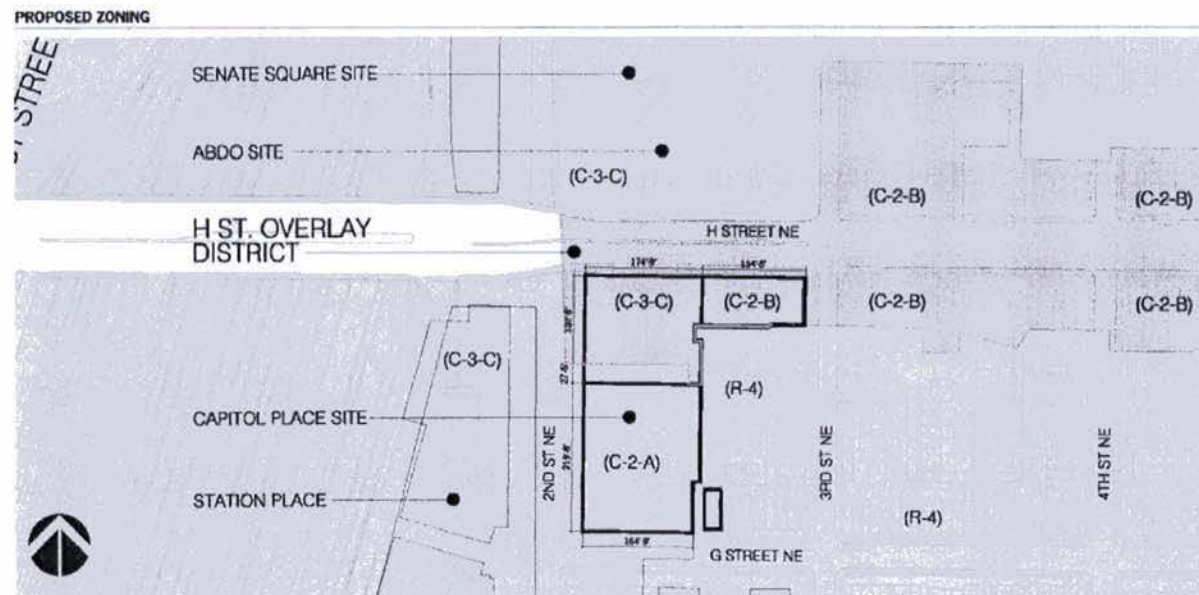 PROPOSED ZONING
SENATE SQUARE SITE
ABDO SITE
(C-3-C)
(C-2-B)
(C-2-B)
H ST. OVERLAY
DISTRICT
H STREET NE
(C-3-C)
(C-2-B)
(C-2-B)
(C-2-B)
(C-3-C)
(R-4)
CAPITOL PLACE SITE
(C-2-A)
2ND ST NE
3RD ST NE
4TH ST NE
STATION PLACE
(R-4)
G STREET NE